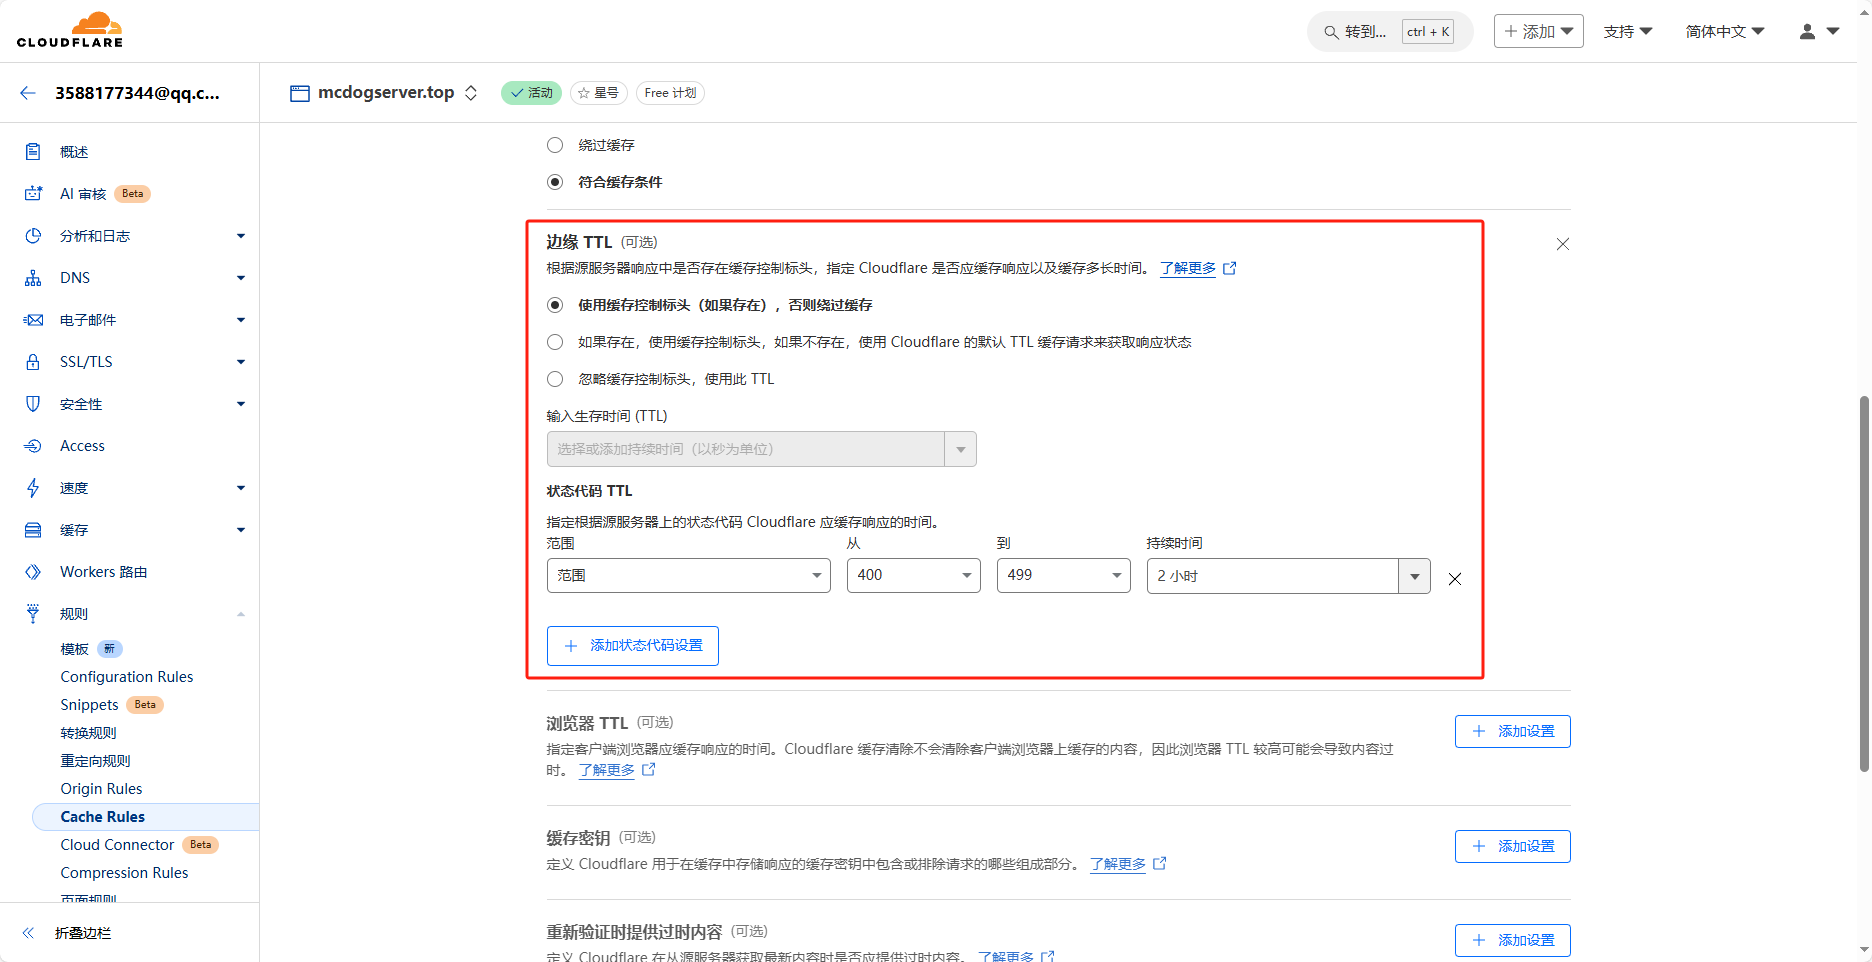 CLOUDFLARE
转到...
ctrl + K
添加
支持
简体中文
3588177344@qq.c...
mcdogserver.top
活动
星号
Free 计划
概述
AI 审核 Beta
分析和日志
DNS
电子邮件
SSL/TLS
安全性
Access
速度
缓存
Workers 路由
规则
模板 新
Configuration Rules
Snippets Beta
转换规则
重定向规则
Origin Rules
Cache Rules
Cloud Connector Beta
Compression Rules
页面规则
折叠边栏
绕过缓存
符合缓存条件
边缘 TTL (可选)
根据源服务器响应中是否存在缓存控制标头，指定 Cloudflare 是否应缓存响应以及缓存多长时间。 了解更多
使用缓存控制标头（如果存在），否则绕过缓存
如果存在，使用缓存控制标头，如果不存在，使用 Cloudflare 的默认 TTL 缓存请求来获取响应状态
忽略缓存控制标头，使用此 TTL
输入生存时间 (TTL)
选择或添加持续时间（以秒为单位）
状态代码 TTL
指定根据源服务器上的状态代码 Cloudflare 应缓存响应的时间。
范围 从 到 持续时间
范围 400 499 2 小时
添加状态代码设置
浏览器 TTL (可选)
添加设置
指定客户端浏览器应缓存响应的时间。Cloudflare 缓存清除不会清除客户端浏览器上缓存的内容，因此浏览器 TTL 较高可能会导致内容过
时。 了解更多
缓存密钥 (可选)
添加设置
定义 Cloudflare 用于在缓存中存储响应的缓存密钥中包含或排除请求的哪些组成部分。 了解更多
重新验证时提供过时内容 (可选)
添加设置
定义 Cloudflare 在从源服务器获取最新内容时是否应提供过时内容。 了解更多